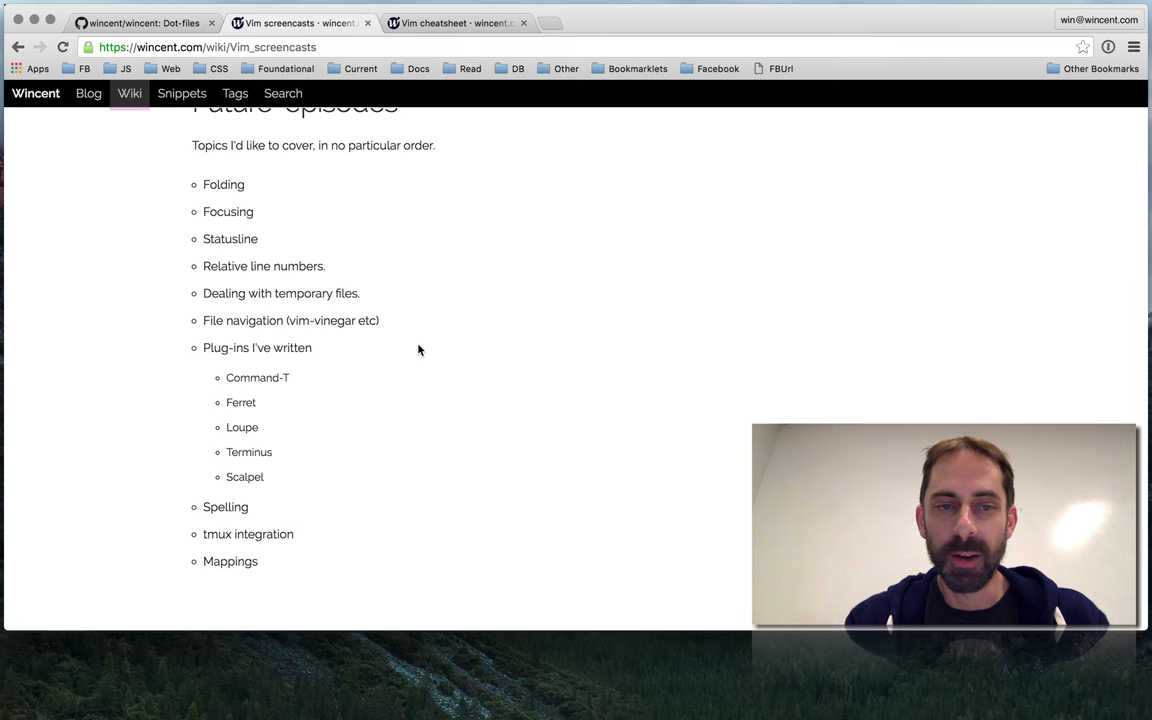 wincent/wincent: Dot-files
Vim screencasts · wincent.
Vim cheatsheet · wincent.c
win@wincent.com
https://wincent.com/wiki/Vim_screencasts
Apps FB JS Web CSS Foundational Current Docs Read DB Other Bookmarklets Facebook FBUrl Other Bookmarks
Wincent Blog Wiki Snippets Tags Search
Future episodes
Topics I'd like to cover, in no particular order.
Folding
Focusing
Statusline
Relative line numbers.
Dealing with temporary files.
File navigation (vim-vinegar etc)
Plug-ins I've written
Command-T
Ferret
Loupe
Terminus
Scalpel
Spelling
tmux integration
Mappings